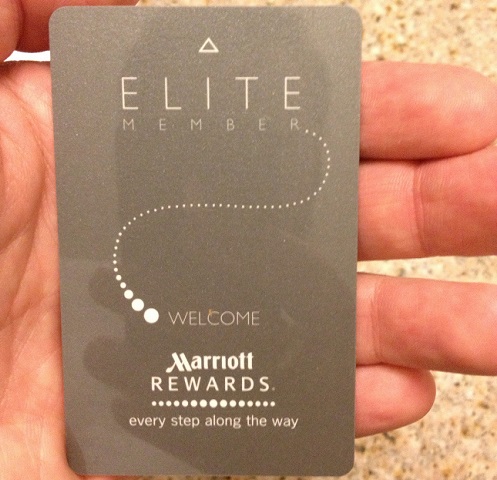 ELITE
MEMBER
WELCOME
Marriott
REWARDS.
every step along the way